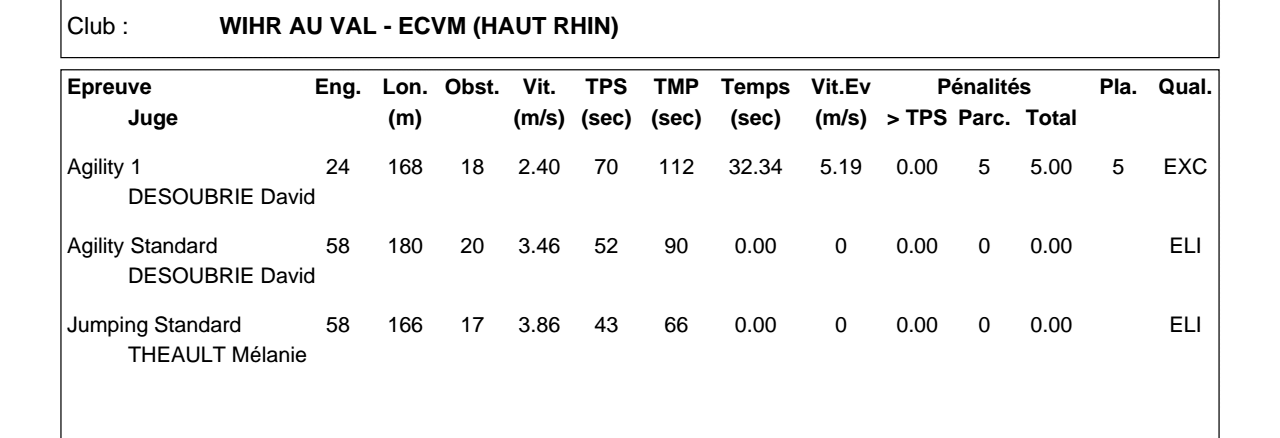 Club : WIHR AU VAL - ECVM (HAUT RHIN)
Epreuve Eng. Lon. Obst. Vit. TPS TMP Temps Vit.Ev Pénalités Pla. Qual.
Juge (m) (m/s) (sec) (sec) (sec) (m/s) > TPS Parc. Total
Agility 1 24 168 18 2.40 70 112 32.34 5.19 0.00 5 5.00 5 EXC
DESOUBRIE David
Agility Standard 58 180 20 3.46 52 90 0.00 0 0.00 0 0.00 ELI
DESOUBRIE David
Jumping Standard 58 166 17 3.86 43 66 0.00 0 0.00 0 0.00 ELI
THEAULT Mélanie